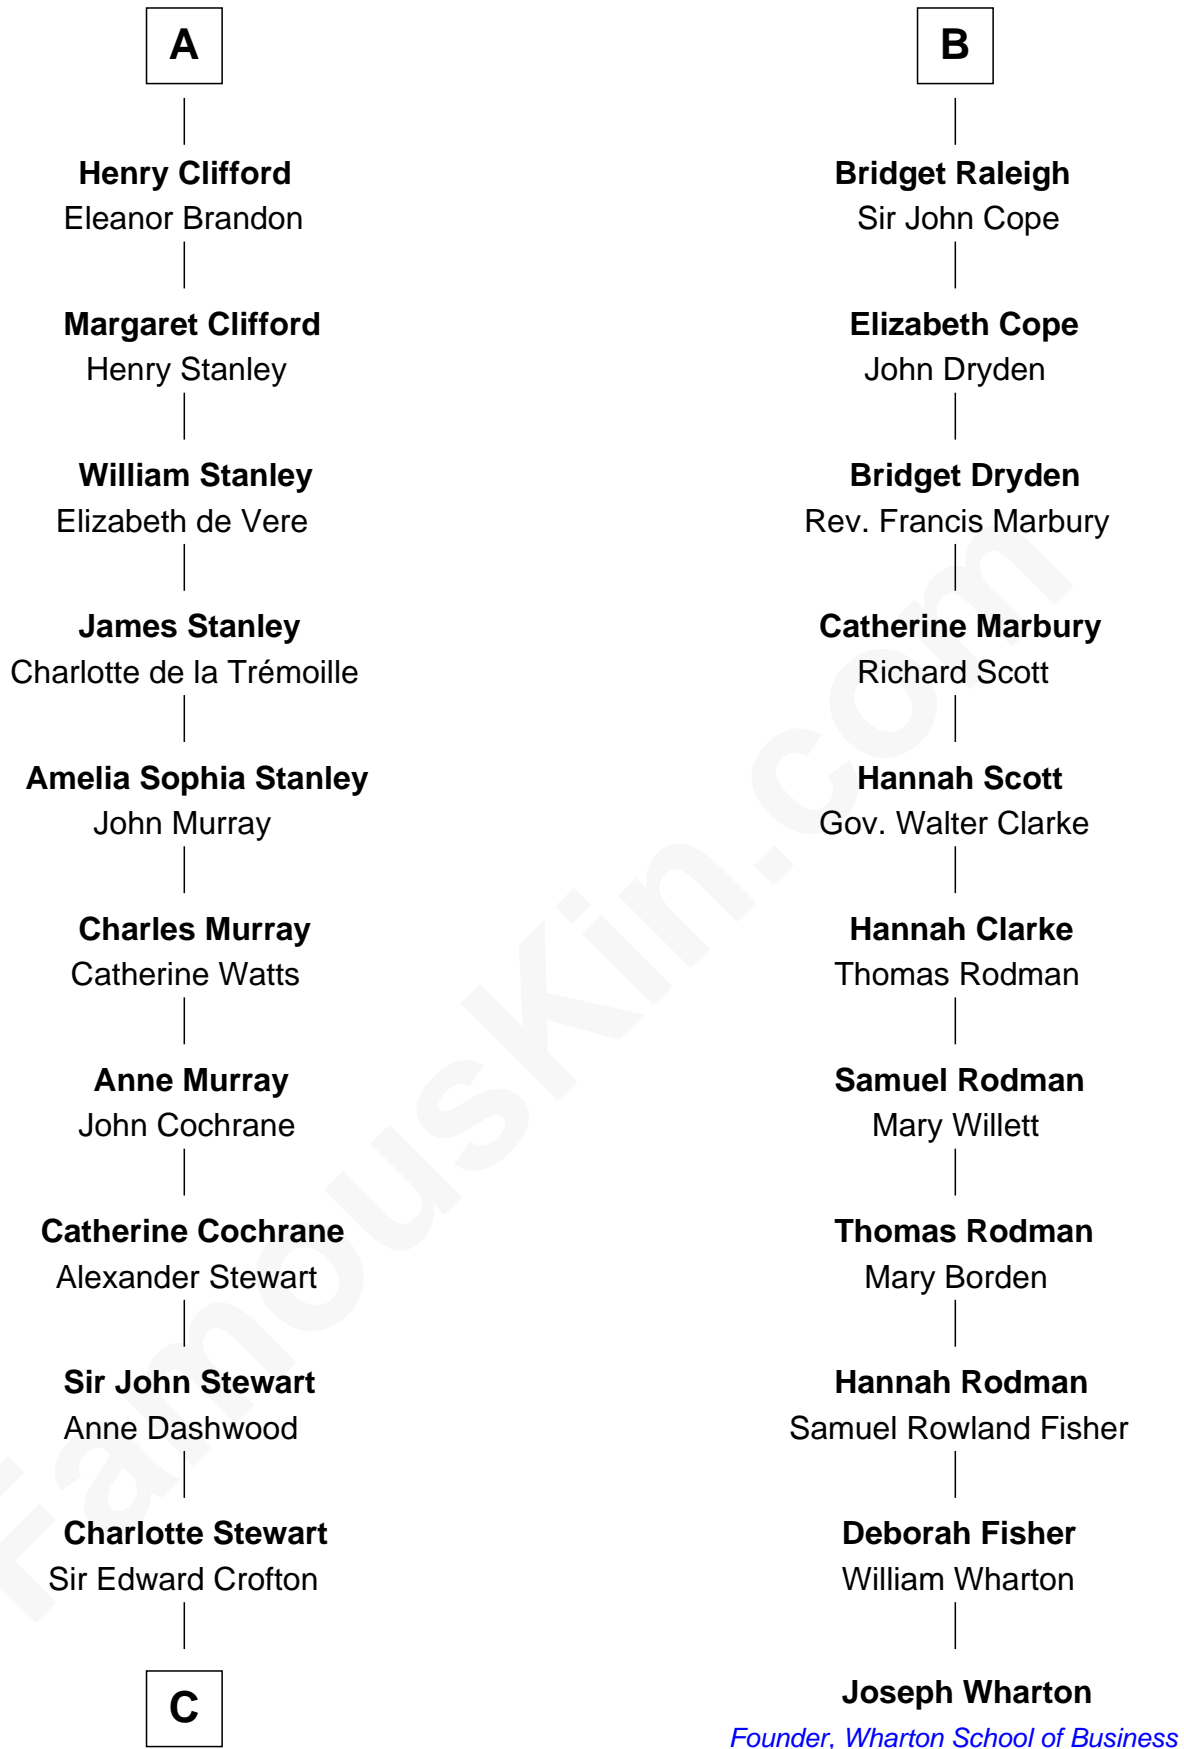 A
Henry Clifford
Eleanor Brandon
Margaret Clifford
Henry Stanley
William Stanley
Elizabeth de Vere
James Stanley
Charlotte de la Trémoille
Amelia Sophia Stanley
John Murray
Charles Murray
Catherine Watts
Anne Murray
John Cochrane
Catherine Cochrane
Alexander Stewart
Sir John Stewart
Anne Dashwood
Charlotte Stewart
Sir Edward Crofton
C
B
Bridget Raleigh
Sir John Cope
Elizabeth Cope
John Dryden
Bridget Dryden
Rev. Francis Marbury
Catherine Marbury
Richard Scott
Hannah Scott
Gov. Walter Clarke
Hannah Clarke
Thomas Rodman
Samuel Rodman
Mary Willett
Thomas Rodman
Mary Borden
Hannah Rodman
Samuel Rowland Fisher
Deborah Fisher
William Wharton
Joseph Wharton
Founder, Wharton School of Business
FamousKin.com